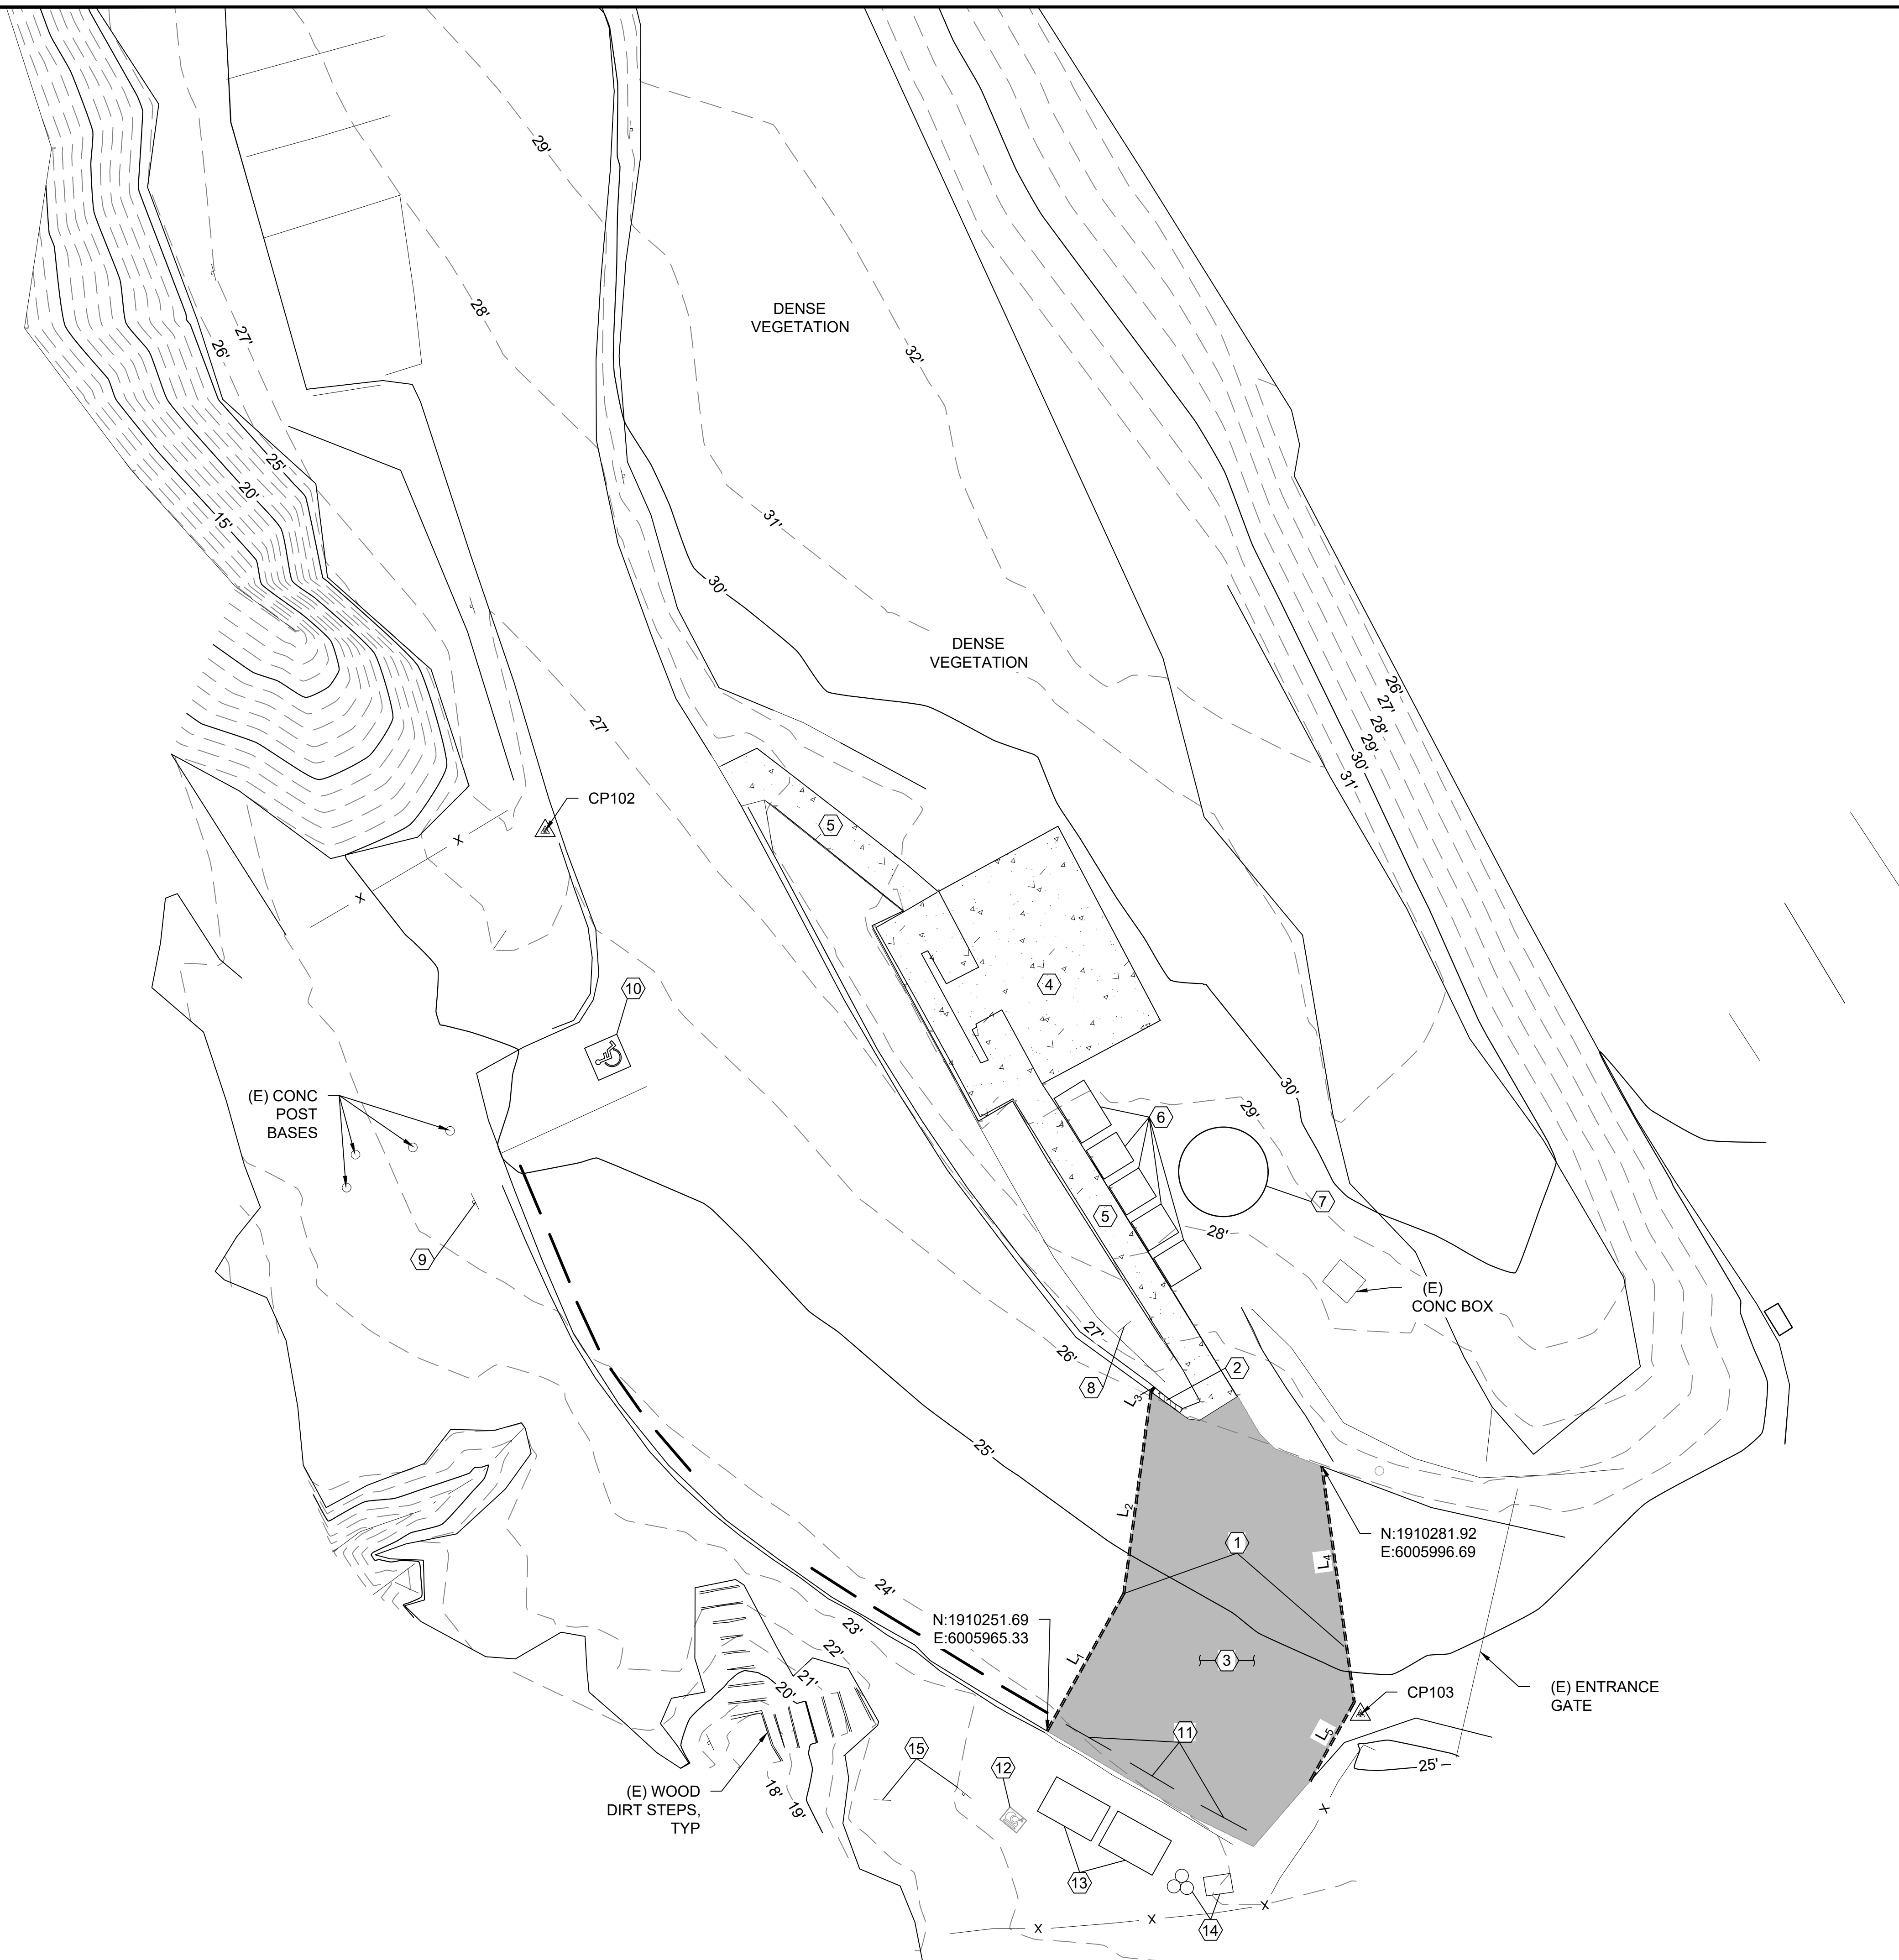 29'
28'
27'
26'
DENSE
VEGETATION
32'
25'
20'
15'
31'
30'
DENSE
VEGETATION
26'
27'
28'
29'
30'
31'
27'
CP102
X
X
5
4
10
(E) CONC
POST
BASES
30'
29'
6
7
5
28'
9
(E)
CONC BOX
27'
26'
8
2
L3
25'
L2
N:1910281.92
E:6005996.69
1
L4
24'
23'
N:1910251.69
E:6005965.33
22'
21'
20'
L1
3
(E) ENTRANCE
GATE
CP103
L5
11
15
12
25'
(E) WOOD
DIRT STEPS,
TYP
18'
19'
X
13
14
X
X
X